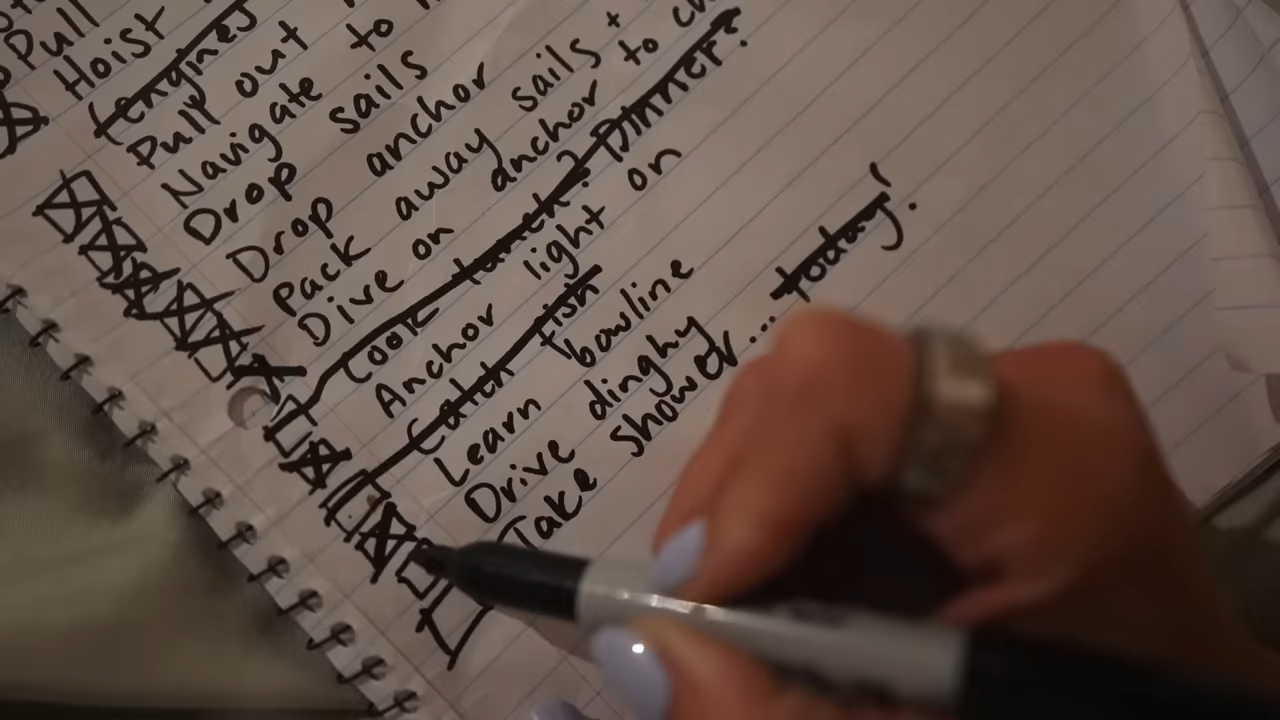 Pull
Hoist
(engines
Pull out
Navigate to
Drop sails
Drop anchor
Pack away sails +
Dive on anchor to ch
Cook lunch? Dinner?
Anchor light on
Catch fish
Learn bowline
Drive dinghy
Take shower... today!